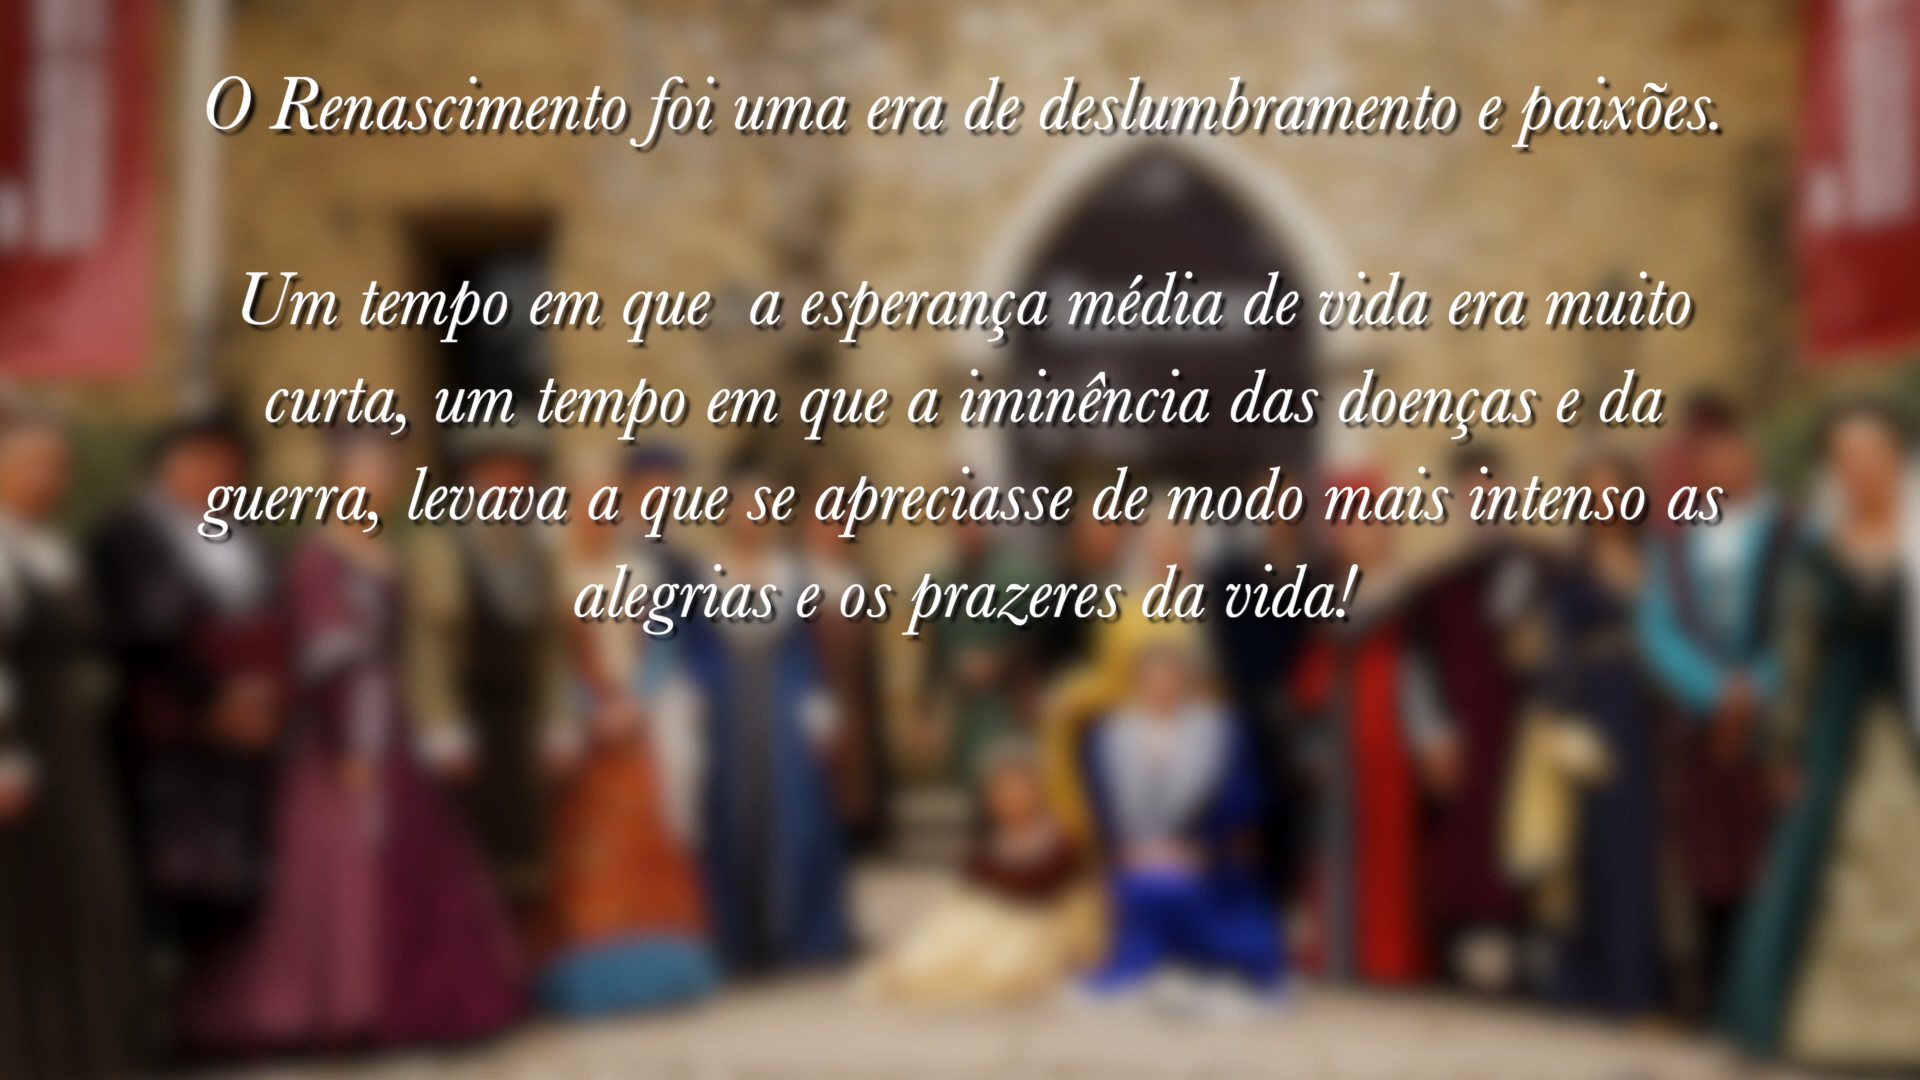 O Renascimento foi uma era de deslumbramento e paixões.
Um tempo em que  a esperança média de vida era muito
curta, um tempo em que a iminência das doenças e da
guerra, levava a que se apreciasse de modo mais intenso as
alegrias e os prazeres da vida!